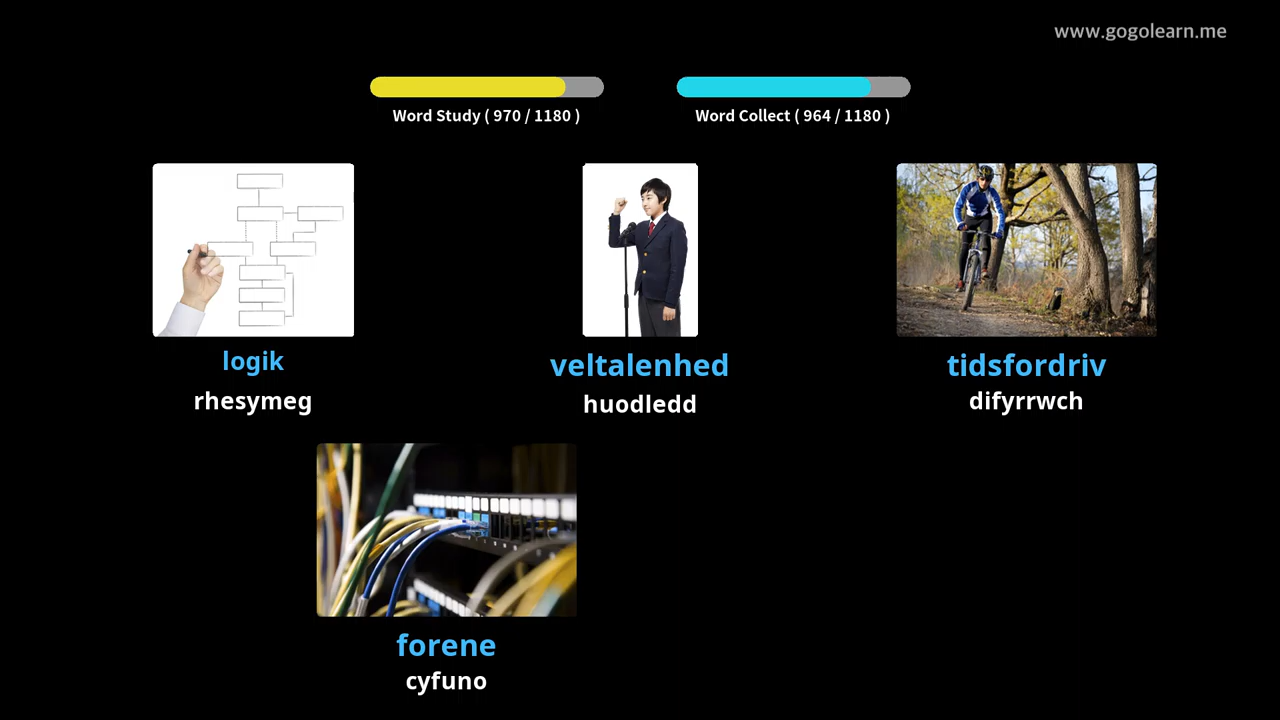 www.gogolearn.me
Word Study ( 970 / 1180 )
Word Collect ( 964 / 1180 )
logik
rhesymeg
veltalenhed
huodledd
tidsfordriv
difyrrwch
forene
cyfuno